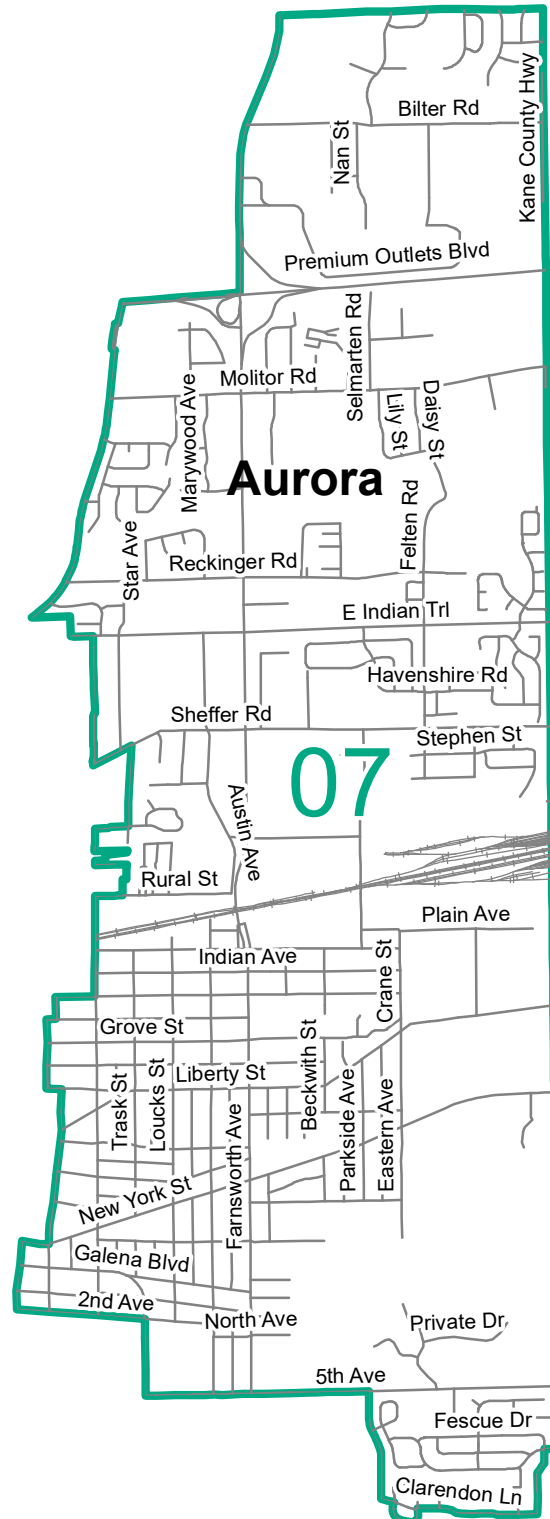 Kane County Hwy
Bilter Rd
Nan St
Premium Outlets Blvd
Selmarten Rd
Molitor Rd
Marywood Ave
Lily St
Daisy St
Aurora
Felten Rd
Star Ave
Reckinger Rd
E Indian Trl
Havenshire Rd
Sheffer Rd
Stephen St
07
Austin Ave
Rural St
Plain Ave
Indian Ave
Crane St
Grove St
Beckwith St
Liberty St
Trask St
Loucks St
Parkside Ave
Eastern Ave
Farnsworth Ave
New York St
Galena Blvd
2nd Ave
North Ave
Private Dr
5th Ave
Fescue Dr
Clarendon Ln